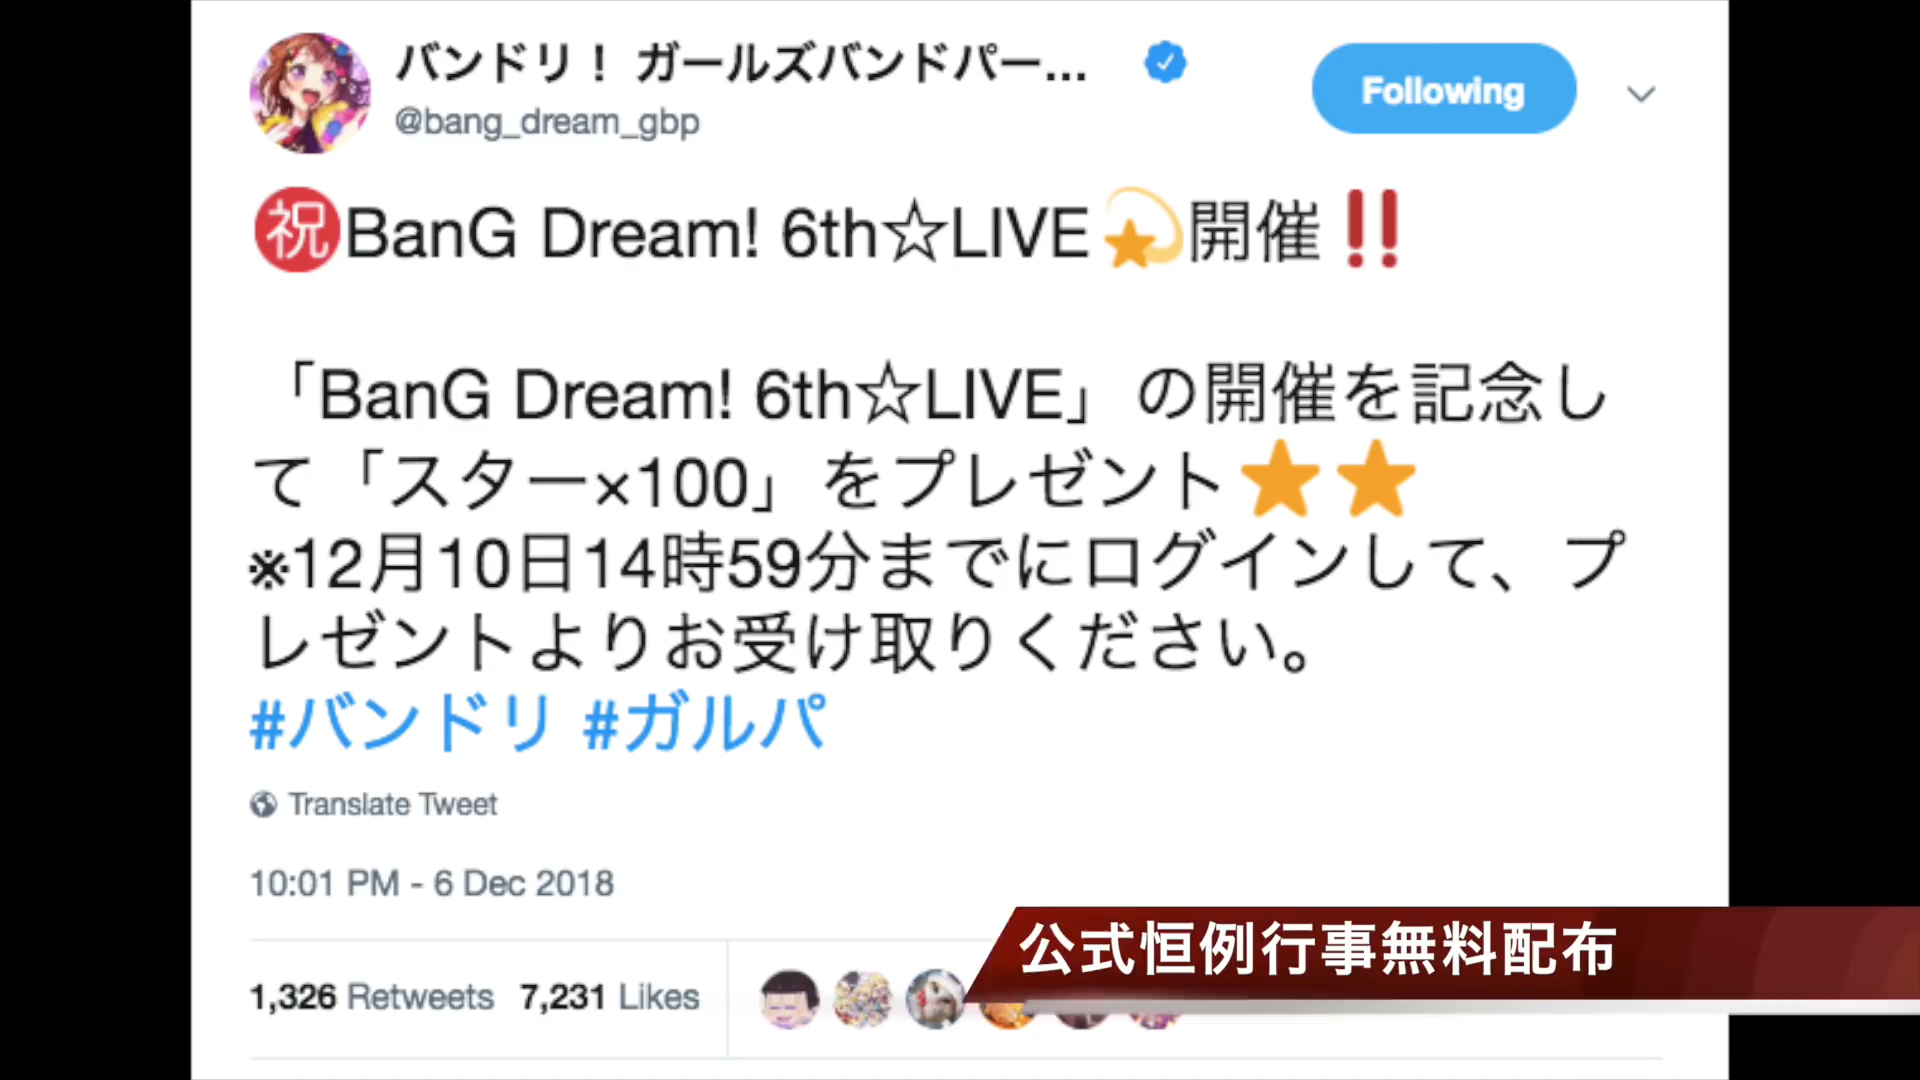 バンドリ！ ガールズバンドパー...
@bang_dream_gbp
Following
㊗BanG Dream! 6th☆LIVE💫開催‼
「BanG Dream! 6th☆LIVE」の開催を記念し
て「スター×100」をプレゼント⭐⭐
※12月10日14時59分までにログインして、プ
レゼントよりお受け取りください。
#バンドリ #ガルパ
Translate Tweet
10:01 PM - 6 Dec 2018
1,326 Retweets 7,231 Likes
公式恒例行事無料配布